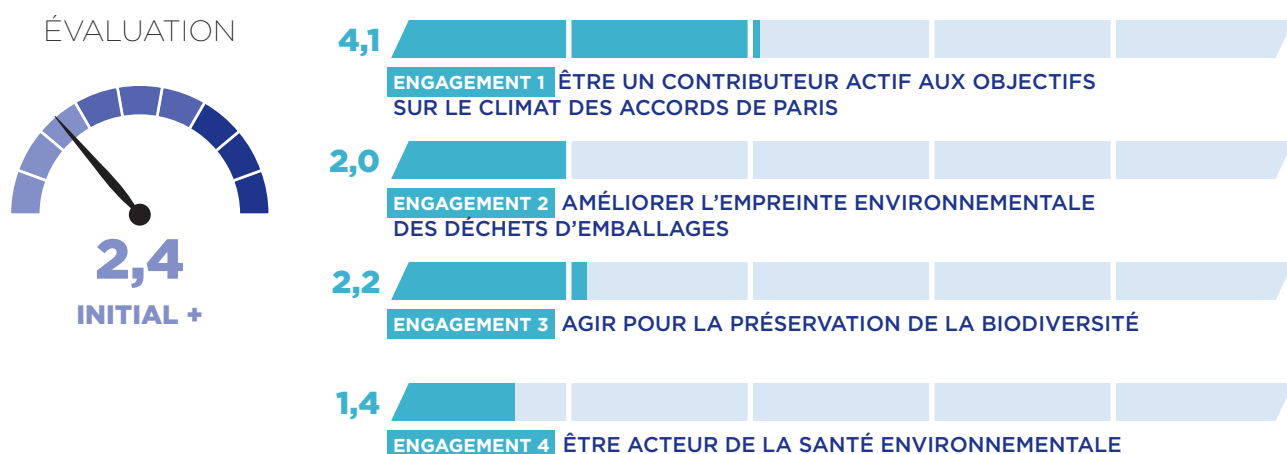 ÉVALUATION
2,4
INITIAL +
4,1
ENGAGEMENT 1 ÊTRE UN CONTRIBUTEUR ACTIF AUX OBJECTIFS
SUR LE CLIMAT DES ACCORDS DE PARIS
2,0
ENGAGEMENT 2 AMÉLIORER L’EMPREINTE ENVIRONNEMENTALE
DES DÉCHETS D’EMBALLAGES
2,2
ENGAGEMENT 3 AGIR POUR LA PRÉSERVATION DE LA BIODIVERSITÉ
1,4
ENGAGEMENT 4 ÊTRE ACTEUR DE LA SANTÉ ENVIRONNEMENTALE